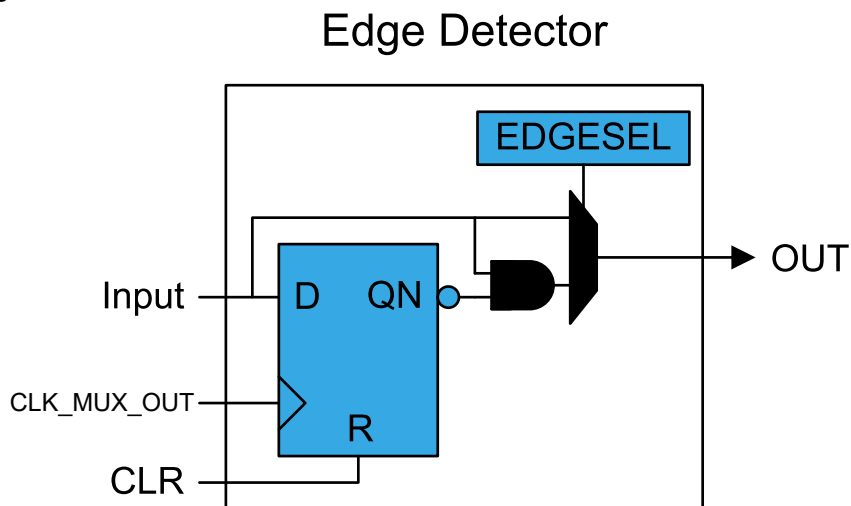 Edge Detector
EDGESEL
OUT
Input
D
QN
CLK_MUX_OUT
R
CLR